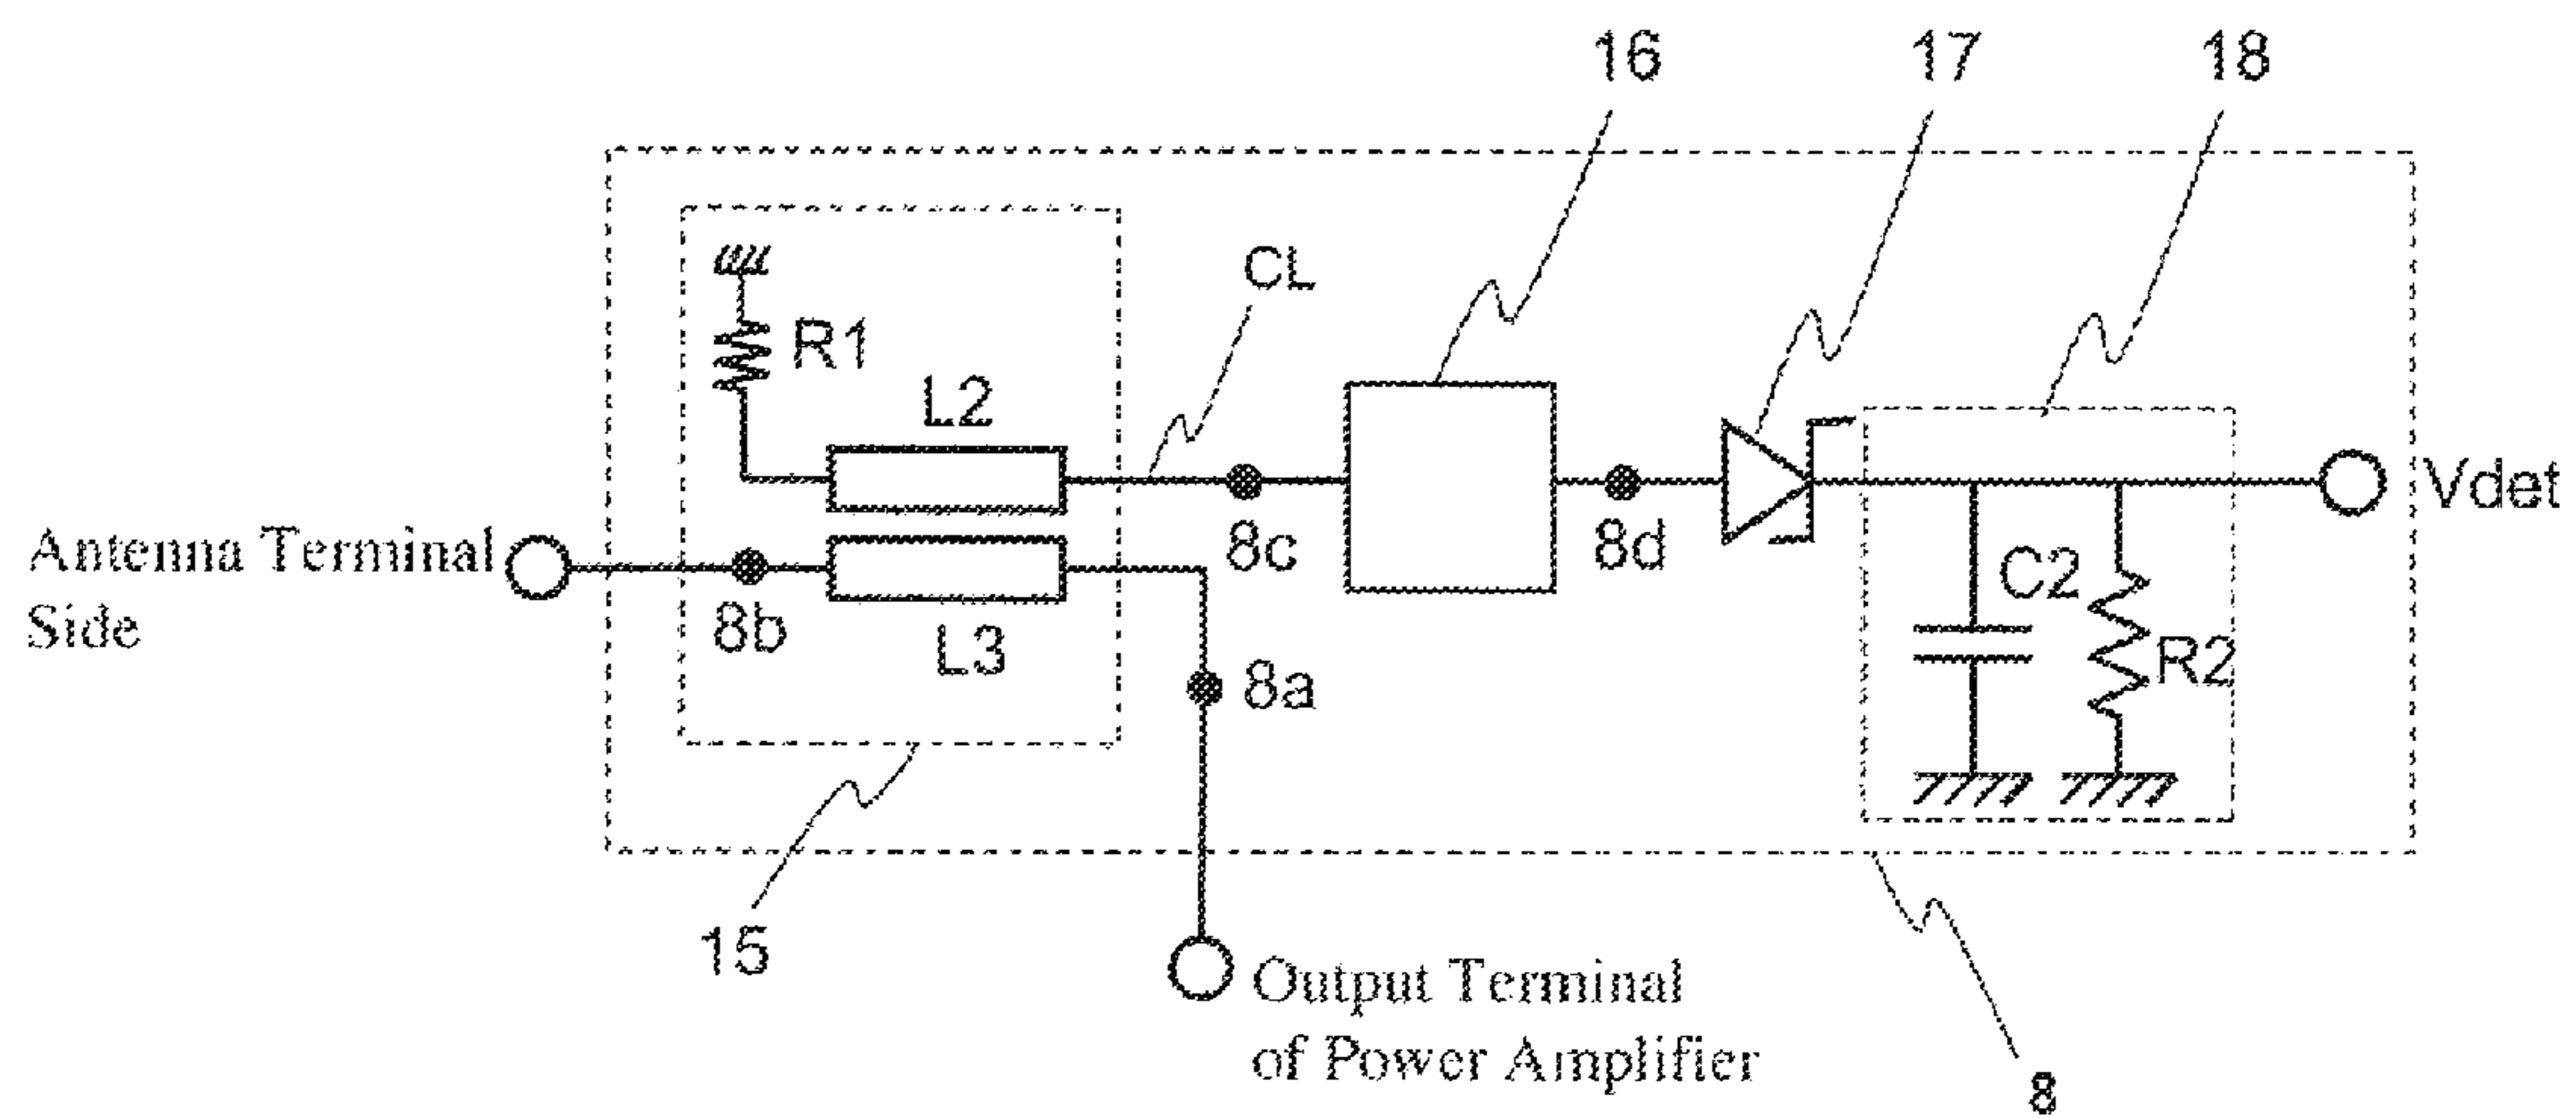 16
17
18
CL
R1
L2
8c
8d
Vdet
Antenna Terminal
Side
8b
L3
8a
C2
R2
15
Output Terminal
of Power Amplifier
8